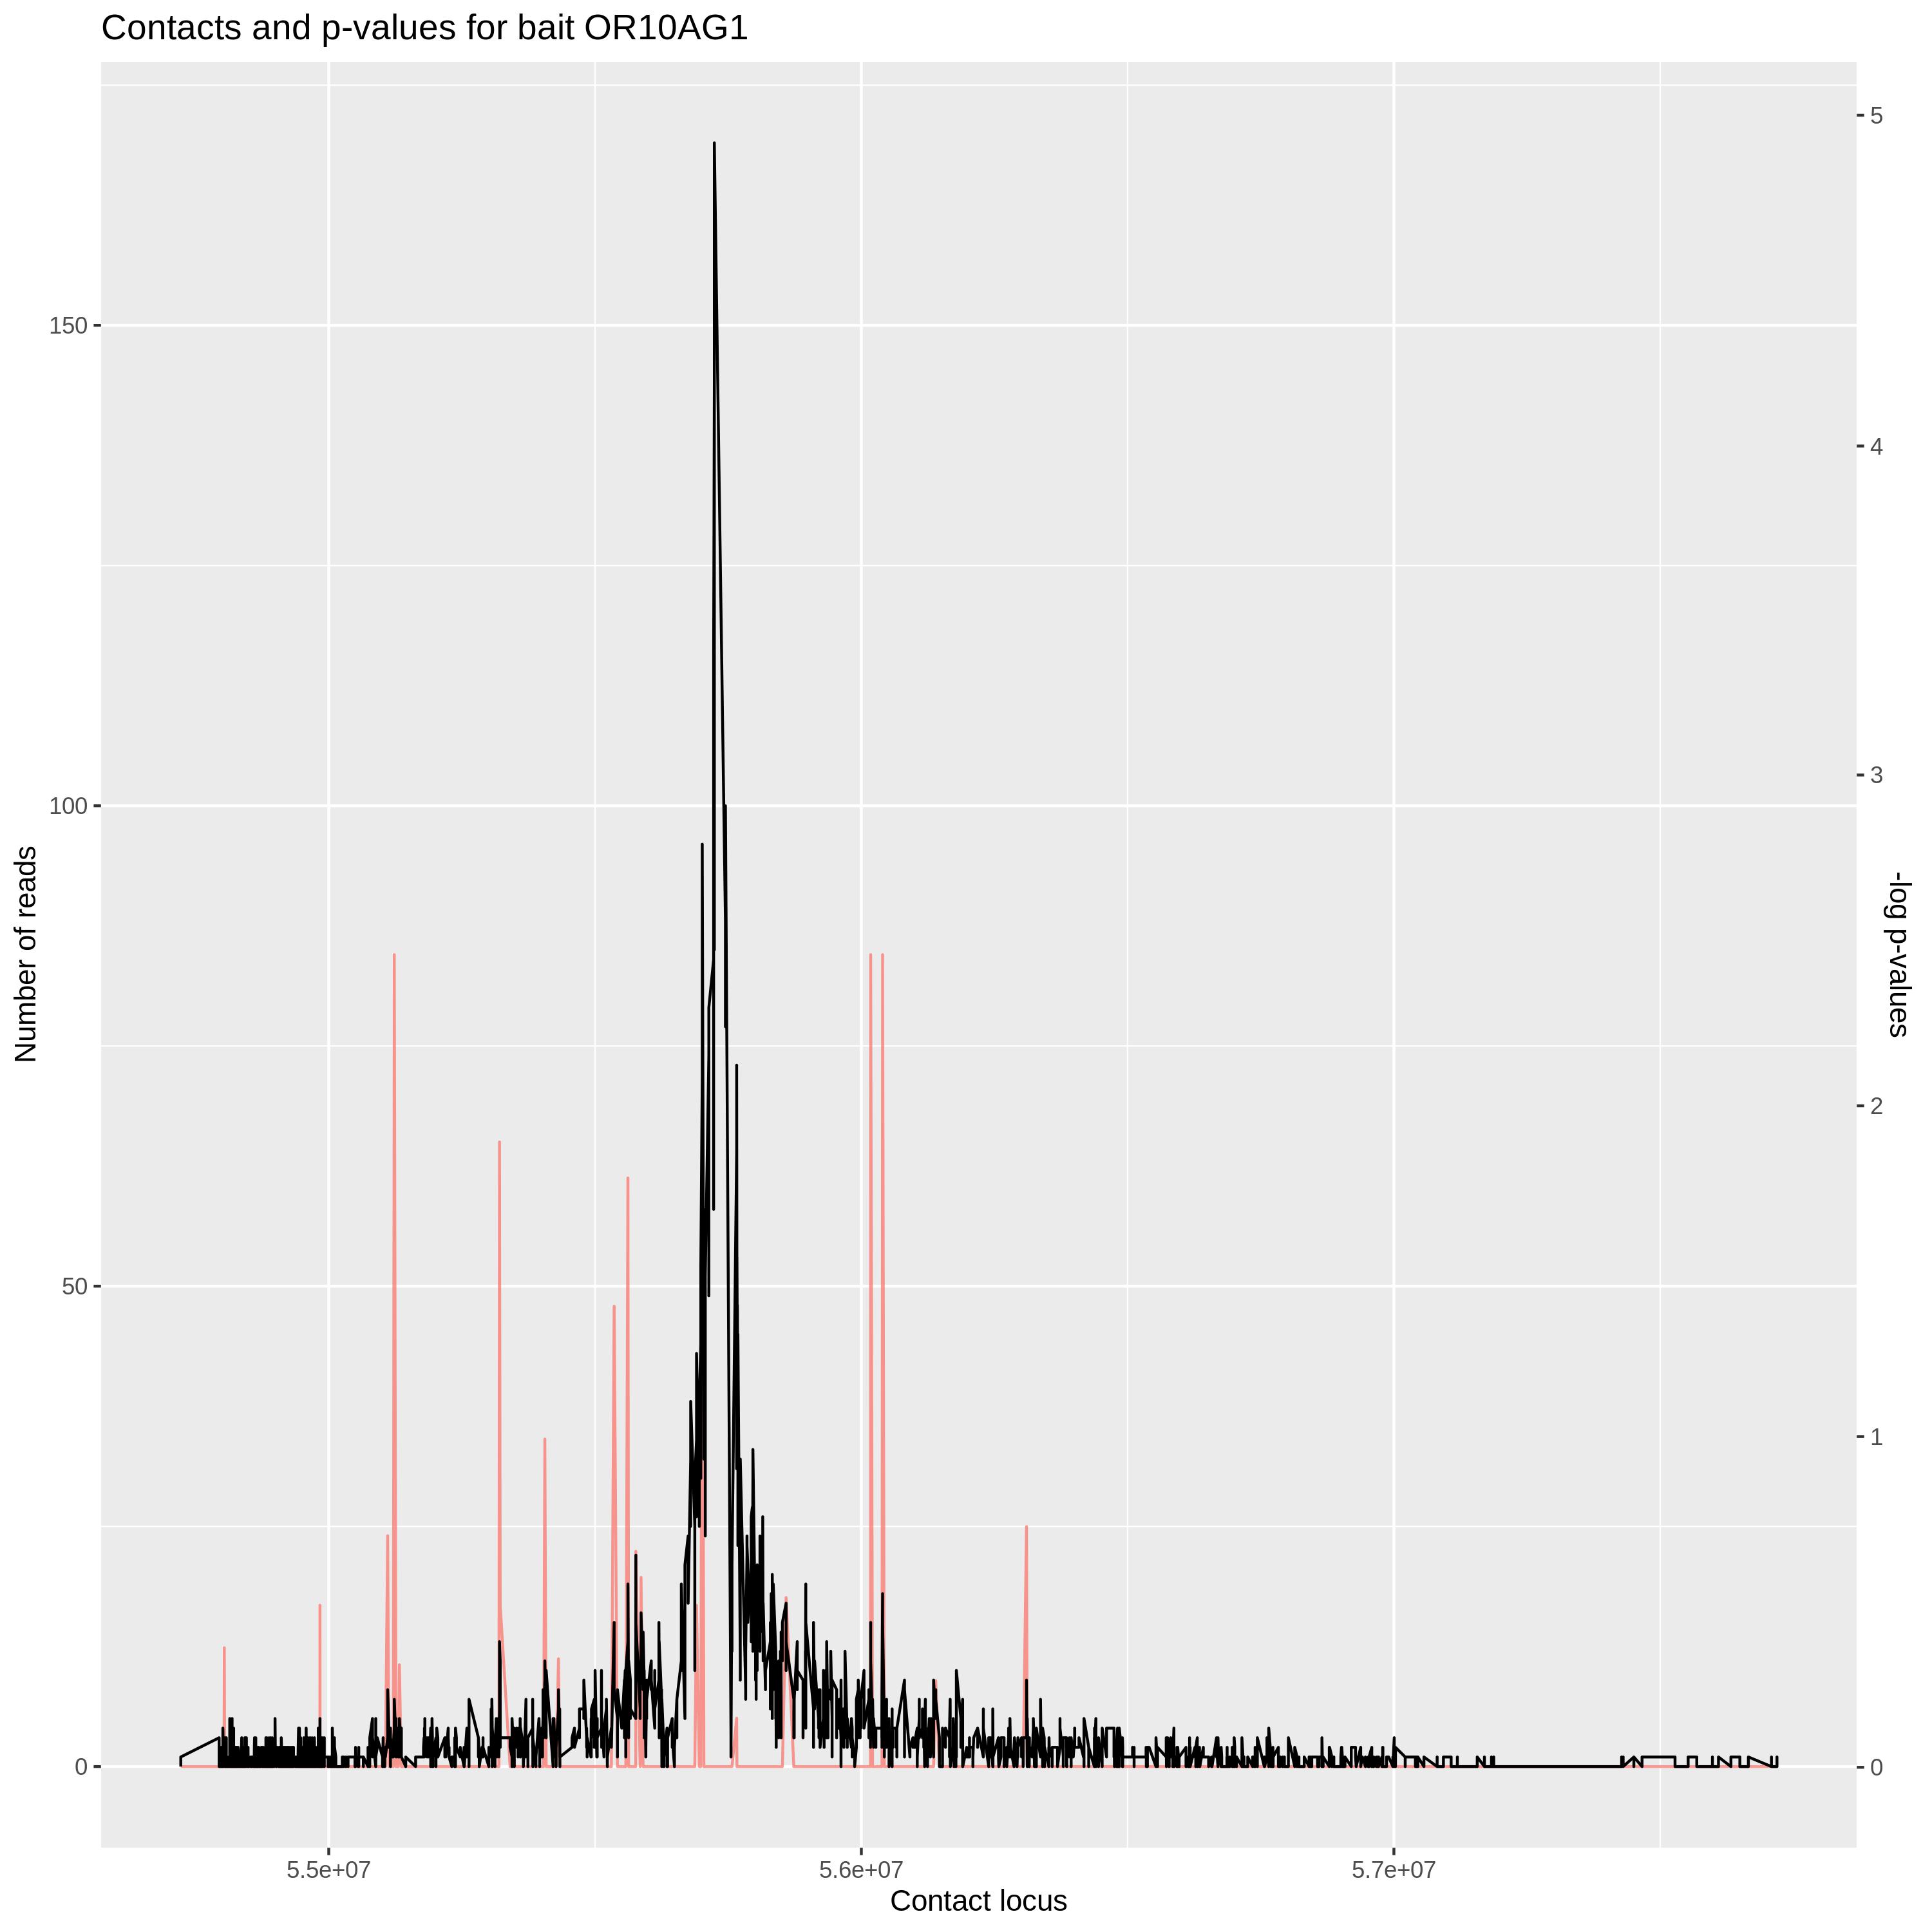 Contacts and p-values for bait OR10AG1
5
150
4
100
3
Number of reads
-log p-values
2
50
1
0
0
5.5e+07
5.6e+07
5.7e+07
Contact locus